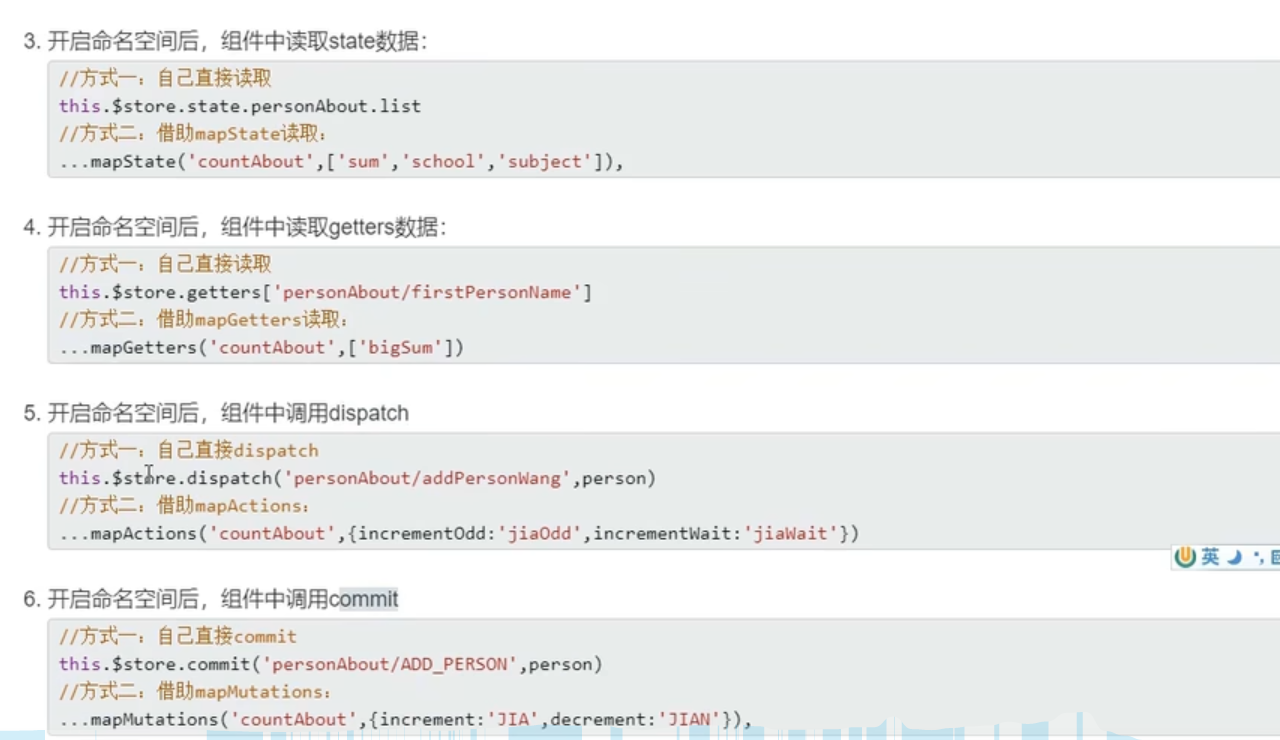 3. 开启命名空间后，组件中读取state数据：
//方式一：自己直接读取
this.$store.state.personAbout.list
//方式二：借助mapState读取：
...mapState('countAbout',['sum','school','subject']),
4. 开启命名空间后，组件中读取getters数据：
//方式一：自己直接读取
this.$store.getters['personAbout/firstPersonName']
//方式二：借助mapGetters读取：
...mapGetters('countAbout',['bigSum'])
5. 开启命名空间后，组件中调用dispatch
//方式一：自己直接dispatch
this.$store.dispatch('personAbout/addPersonWang',person)
//方式二：借助mapActions：
...mapActions('countAbout',{incrementOdd:'jiaOdd',incrementWait:'jiaWait'})
英
6. 开启命名空间后，组件中调用commit
//方式一：自己直接commit
this.$store.commit('personAbout/ADD_PERSON',person)
//方式二：借助mapMutations：
...mapMutations('countAbout',{increment:'JIA',decrement:'JIAN'}),